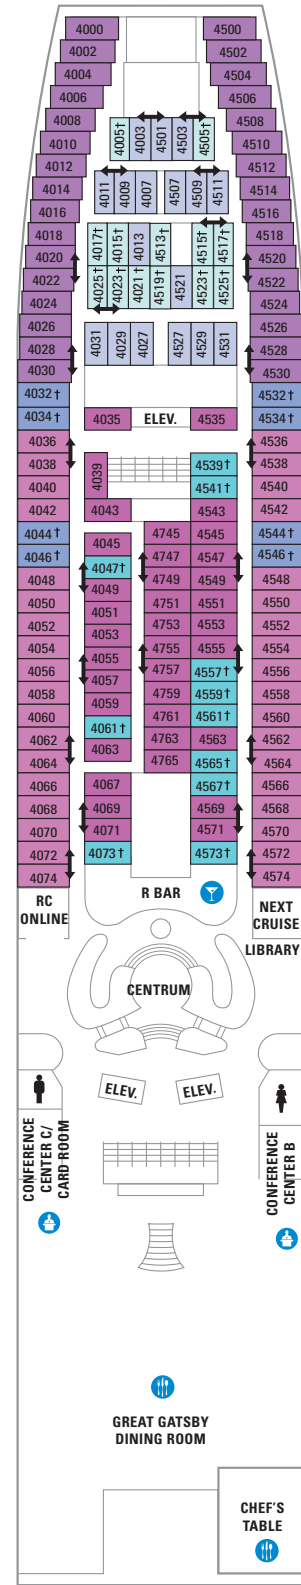 4000 4500
4002 4502
4004 4504
4006 4506
4008 4508
4005† 4003 4501 4503 4505†
4010 4510
4012 4512
4014 4011 4009 4007 4507 4509 4511 4514
4016 4516
4018 4017† 4015† 4013 4513† 4515† 4517† 4518
4020 4520
4022 4025† 4023† 4021† 4519† 4521 4523† 4525† 4522
4024 4524
4026 4526
4028 4031 4029 4027 4527 4529 4531 4528
4030 4530
4032† 4532†
4034† 4035 ELEV. 4535 4534†
4036 4536
4038 4039 4539† 4538
4040 4541† 4540
4042 4043 4543 4542
4044† 4045 4745 4545 4544†
4046† 4047† 4747 4547 4546†
4048 4049 4749 4549 4548
4050 4051 4751 4551 4550
4052 4053 4753 4553 4552
4054 4055 4755 4555 4554
4056 4057 4757 4557† 4556
4058 4059 4759 4559† 4558
4060 4061† 4761 4561† 4560
4062 4063 4763 4563 4562
4064 4765 4565† 4564
4066 4067 4567† 4566
4068 4069 4569 4568
4070 4071 4571 4570
4072 4073† 4573† 4572
4074 4574
RC
ONLINE
R BAR
NEXT
CRUISE
LIBRARY
CENTRUM
ELEV. ELEV.
CONFERENCE
CENTER C/
CARD ROOM
CONFERENCE
CENTER B
GREAT GATSBY
DINING ROOM
CHEF'S
TABLE